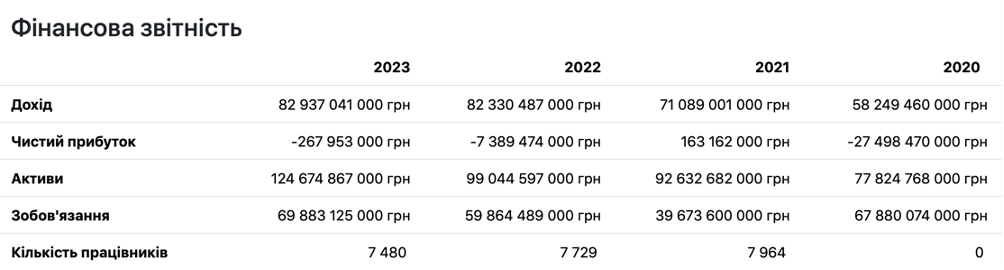 Фінансова звітність
2023 2022 2021 2020
Дохід 82 937 041 000 грн 82 330 487 000 грн 71 089 001 000 грн 58 249 460 000 грн
Чистий прибуток -267 953 000 грн -7 389 474 000 грн 163 162 000 грн -27 498 470 000 грн
Активи 124 674 867 000 грн 99 044 597 000 грн 92 632 682 000 грн 77 824 768 000 грн
Зобов'язання 69 883 125 000 грн 59 864 489 000 грн 39 673 600 000 грн 67 880 074 000 грн
Кількість працівників 7 480 7 729 7 964 0